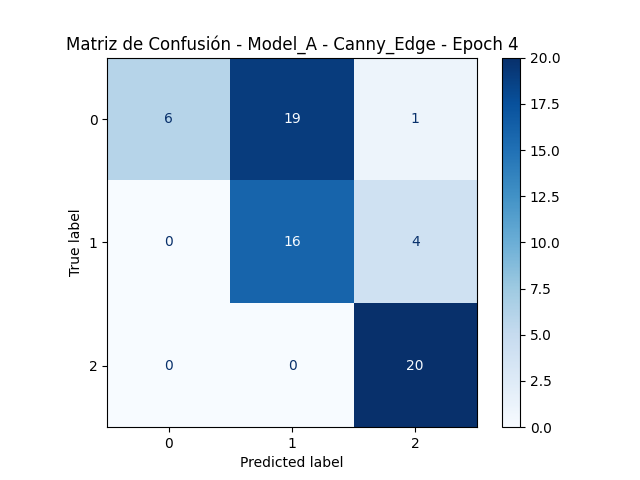 Matriz de Confusión - Model_A - Canny_Edge - Epoch 4
20.0
0 6 19 1
17.5
15.0
12.5
True label
1 0 16 4
10.0
7.5
5.0
2 0 0 20
2.5
0.0
0 1 2
Predicted label